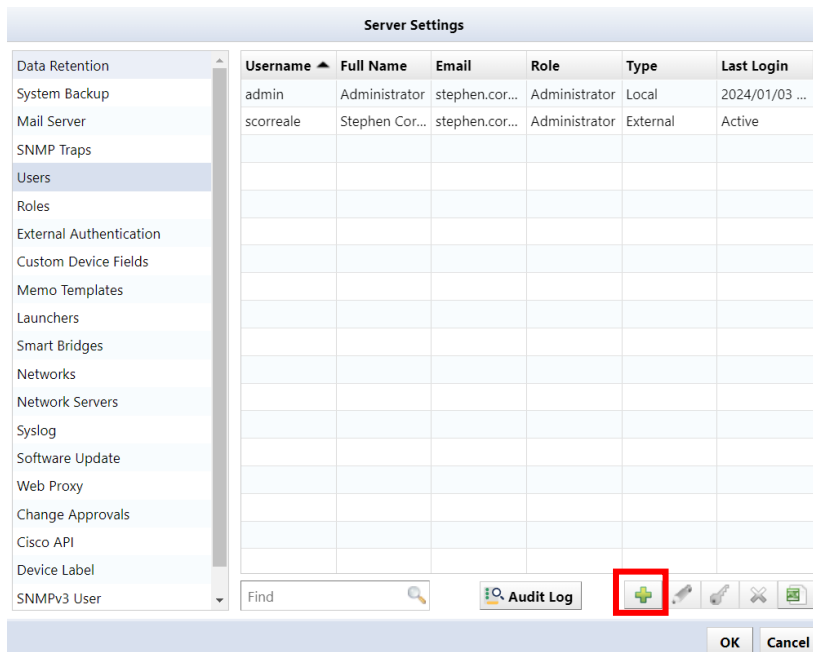 Server Settings
Data Retention
System Backup
Mail Server
SNMP Traps
Users
Roles
External Authentication
Custom Device Fields
Memo Templates
Launchers
Smart Bridges
Networks
Network Servers
Syslog
Software Update
Web Proxy
Change Approvals
Cisco API
Device Label
SNMPv3 User
Username Full Name Email Role Type Last Login
admin Administrator stephen.cor... Administrator Local 2024/01/03 ...
scorreale Stephen Cor... stephen.cor... Administrator External Active
Find Audit Log
OK Cancel